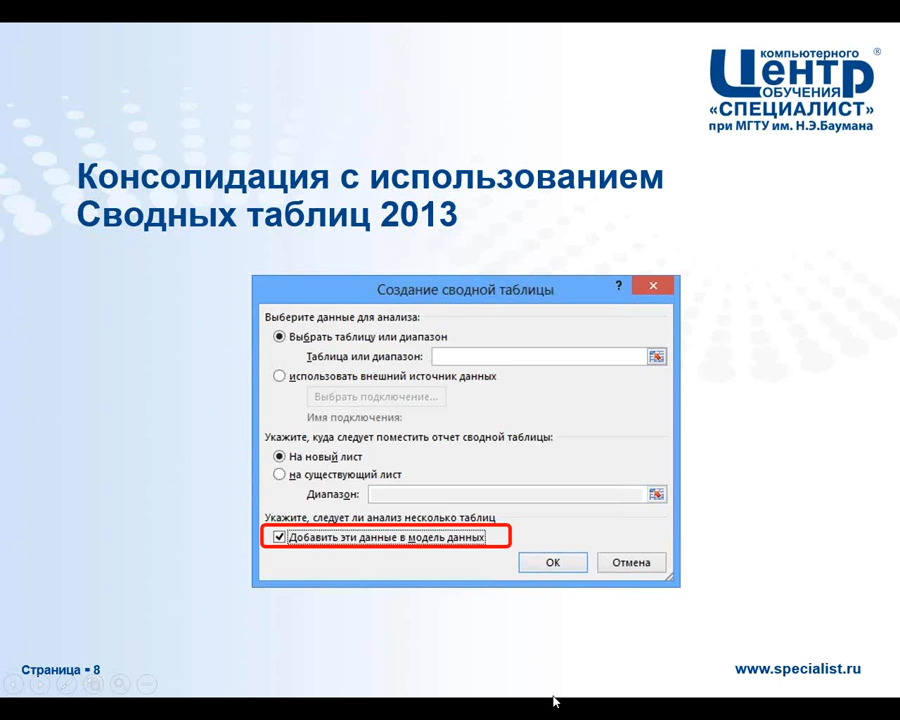 компьютерного ®
Центр
ОБУЧЕНИЯ
«СПЕЦИАЛИСТ»
при МГТУ им. Н.Э.Баумана
Консолидация с использованием
Сводных таблиц 2013
Создание сводной таблицы ?
Выберите данные для анализа:
Выбрать таблицу или диапазон
Таблица или диапазон:
использовать внешний источник данных
Выбрать подключение...
Имя подключения:
Укажите, куда следует поместить отчет сводной таблицы:
На новый лист
на существующий лист
Диапазон:
Укажите, следует ли анализ несколько таблиц
Добавить эти данные в модель данных
ОК Отмена
Страница ▪ 8
www.specialist.ru